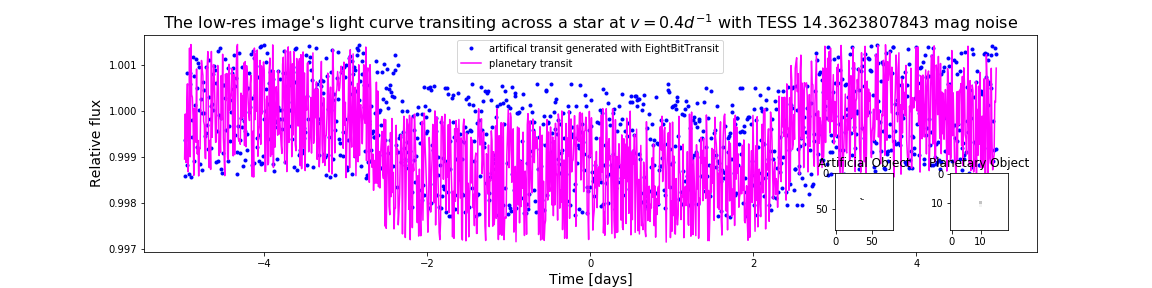 The low-res image's light curve transiting across a star at v = 0.4d⁻¹ with TESS 14.3623807843 mag noise
artifical transit generated with EightBitTransit
planetary transit
Relative flux
1.001
1.000
0.999
0.998
0.997
Artificial Object
Planetary Object
0
50
0
50
0
10
0
10
−4
−2
0
2
4
Time [days]